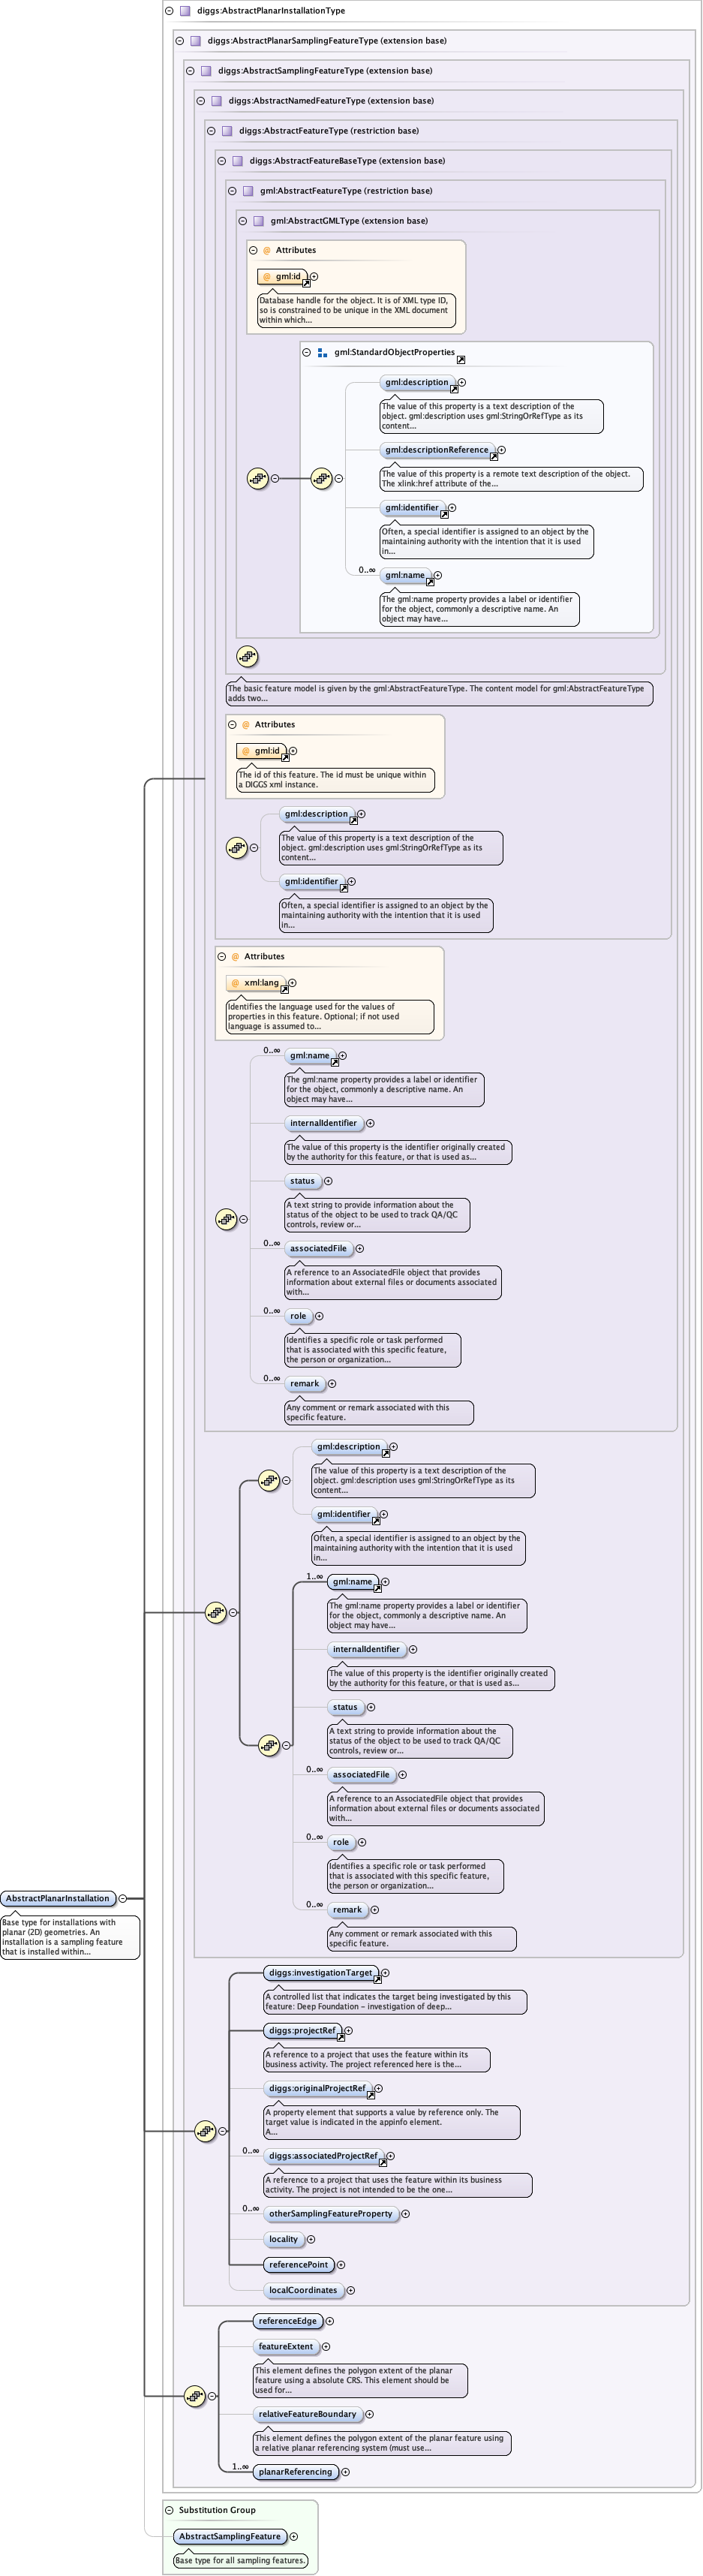 diggs:AbstractPlanarInstallationType
diggs:AbstractPlanarSamplingFeatureType (extension base)
diggs:AbstractSamplingFeatureType (extension base)
diggs:AbstractNamedFeatureType (extension base)
diggs:AbstractFeatureType (restriction base)
diggs:AbstractFeatureBaseType (extension base)
gml:AbstractFeatureType (restriction base)
gml:AbstractGMLType (extension base)
@ Attributes
@ gml:id
Database handle for the object. It is of XML type ID,
so is constrained to be unique in the XML document
within which...
gml:StandardObjectProperties
gml:description
The value of this property is a text description of the
object. gml:description uses gml:StringOrRefType as its
content...
gml:descriptionReference
The value of this property is a remote text description of the object.
The xlink:href attribute of the...
gml:identifier
Often, a special identifier is assigned to an object by the
maintaining authority with the intention that it is used
in...
0..∞
gml:name
The gml:name property provides a label or identifier
for the object, commonly a descriptive name. An
object may have...
The basic feature model is given by the gml:AbstractFeatureType. The content model for gml:AbstractFeatureType
adds two...
@ Attributes
@ gml:id
The id of this feature. The id must be unique within
a DIGGS xml instance.
gml:description
The value of this property is a text description of the
object. gml:description uses gml:StringOrRefType as its
content...
gml:identifier
Often, a special identifier is assigned to an object by the
maintaining authority with the intention that it is used
in...
@ Attributes
@ xml:lang
Identifies the language used for the values of
properties in this feature. Optional; if not used
language is assumed to...
0..∞
gml:name
The gml:name property provides a label or identifier
for the object, commonly a descriptive name. An
object may have...
internalIdentifier
The value of this property is the identifier originally created
by the authority for this feature, or that is used as...
status
A text string to provide information about the
status of the object to be used to track QA/QC
controls, review or...
0..∞
associatedFile
A reference to an AssociatedFile object that provides
information about external files or documents associated
with...
0..∞
role
Identifies a specific role or task performed
that is associated with this specific feature,
the person or organization...
0..∞
remark
Any comment or remark associated with this
specific feature.
gml:description
The value of this property is a text description of the
object. gml:description uses gml:StringOrRefType as its
content...
gml:identifier
Often, a special identifier is assigned to an object by the
maintaining authority with the intention that it is used
in...
1..∞
gml:name
The gml:name property provides a label or identifier
for the object, commonly a descriptive name. An
object may have...
internalIdentifier
The value of this property is the identifier originally created
by the authority for this feature, or that is used as...
status
A text string to provide information about the
status of the object to be used to track QA/QC
controls, review or...
0..∞
associatedFile
A reference to an AssociatedFile object that provides
information about external files or documents associated
with...
0..∞
role
Identifies a specific role or task performed
that is associated with this specific feature,
the person or organization...
0..∞
remark
Any comment or remark associated with this
specific feature.
AbstractPlanarInstallation
Base type for installations with
planar (2D) geometries. An
installation is a sampling feature
that is installed within...
diggs:investigationTarget
A controlled list that indicates the target being investigated by this
feature: Deep Foundation - investigation of deep...
diggs:projectRef
A reference to a project that uses the feature within its
business activity. The project referenced here is the...
diggs:originalProjectRef
A property element that supports a value by reference only. The
target value is indicated in the appinfo element.
A...
0..∞
diggs:associatedProjectRef
A reference to a project that uses the feature within its business
activity. The project is not intended to be the one...
0..∞
otherSamplingFeatureProperty
locality
referencePoint
localCoordinates
referenceEdge
featureExtent
This element defines the polygon extent of the planar
feature using a absolute CRS. This element should be
used for...
relativeFeatureBoundary
This element defines the polygon extent of the planar feature using
a relative planar referencing system (must use...
1..∞
planarReferencing
Substitution Group
AbstractSamplingFeature
Base type for all sampling features.